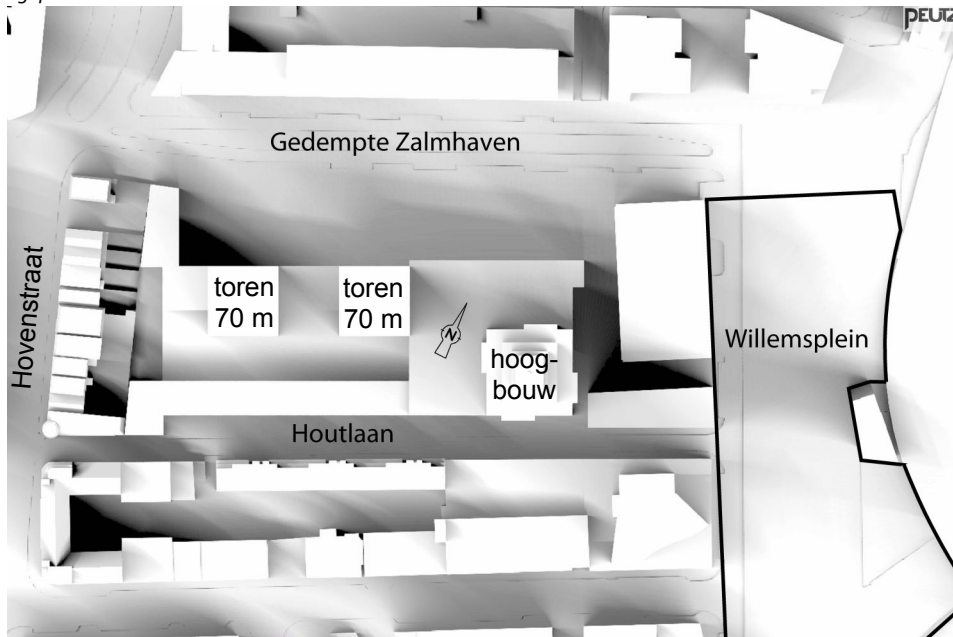 PEUTZ
Gedempte Zalmhaven
Hovenstraat
toren
70 m
toren
70 m
N
Willemsplein
hoog-
bouw
Houtlaan